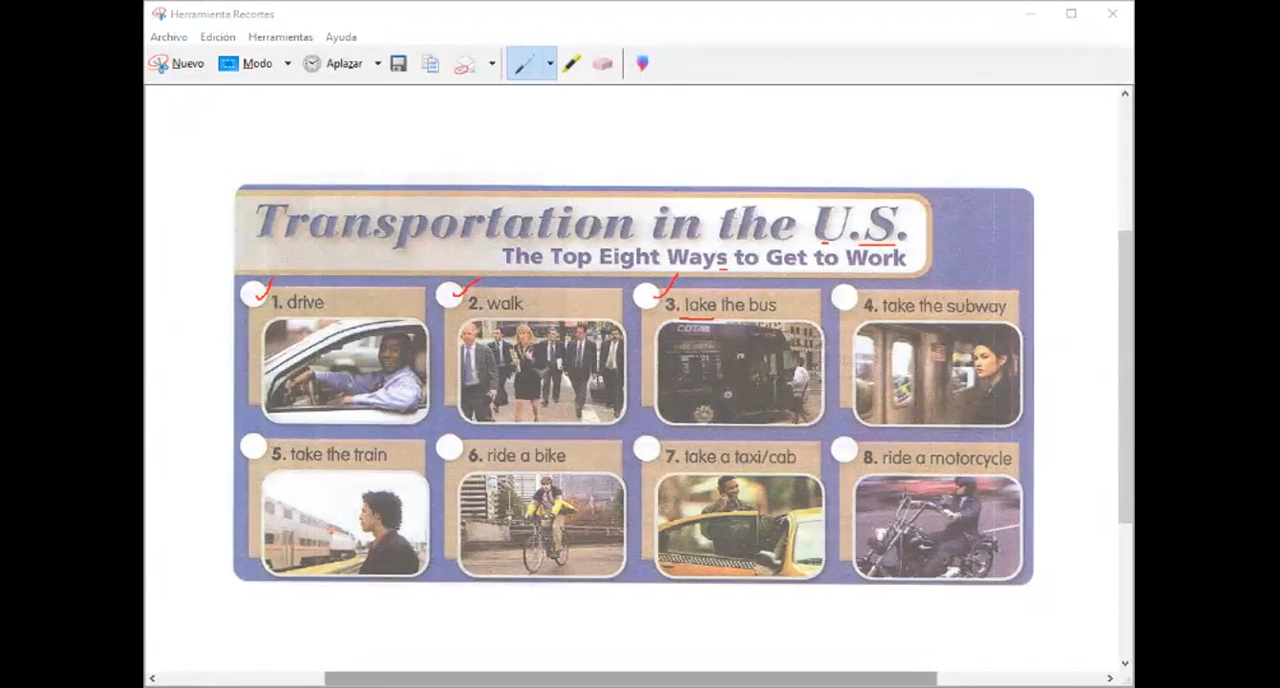 Herramienta Recortes
Archivo Edición Herramientas Ayuda
Nuevo Modo Aplazar
Transportation in the U.S.
The Top Eight Ways to Get to Work
1. drive
2. walk
3. take the bus
4. take the subway
COTA
5. take the train
6. ride a bike
7. take a taxi/cab
8. ride a motorcycle